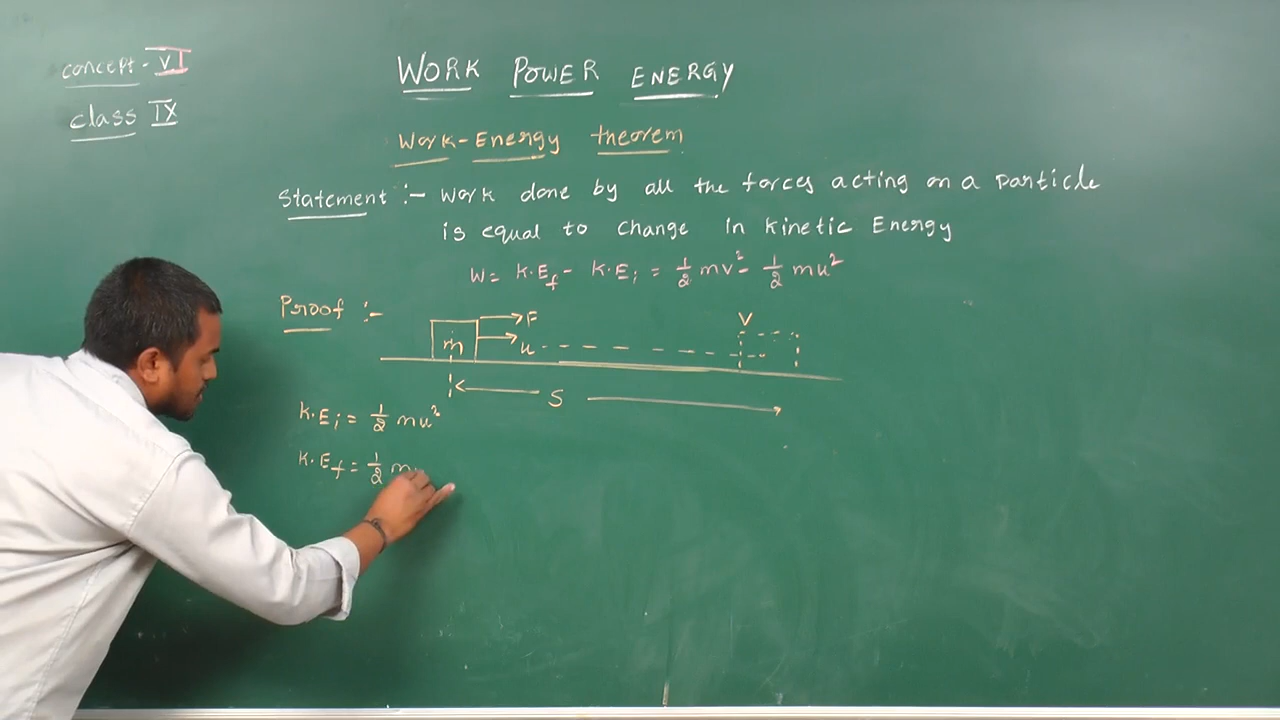 concept - VI
class IX
WORK POWER ENERGY
Work-Energy theorem
Statement :- Work done by all the forces acting on a particle
is equal to change in kinetic Energy
W = K.E_f - K.E_i = 1/2 mv² - 1/2 mu²
Proof :-
m F u V
S
K.E_i = 1/2 mu²
K.E_f = 1/2 m